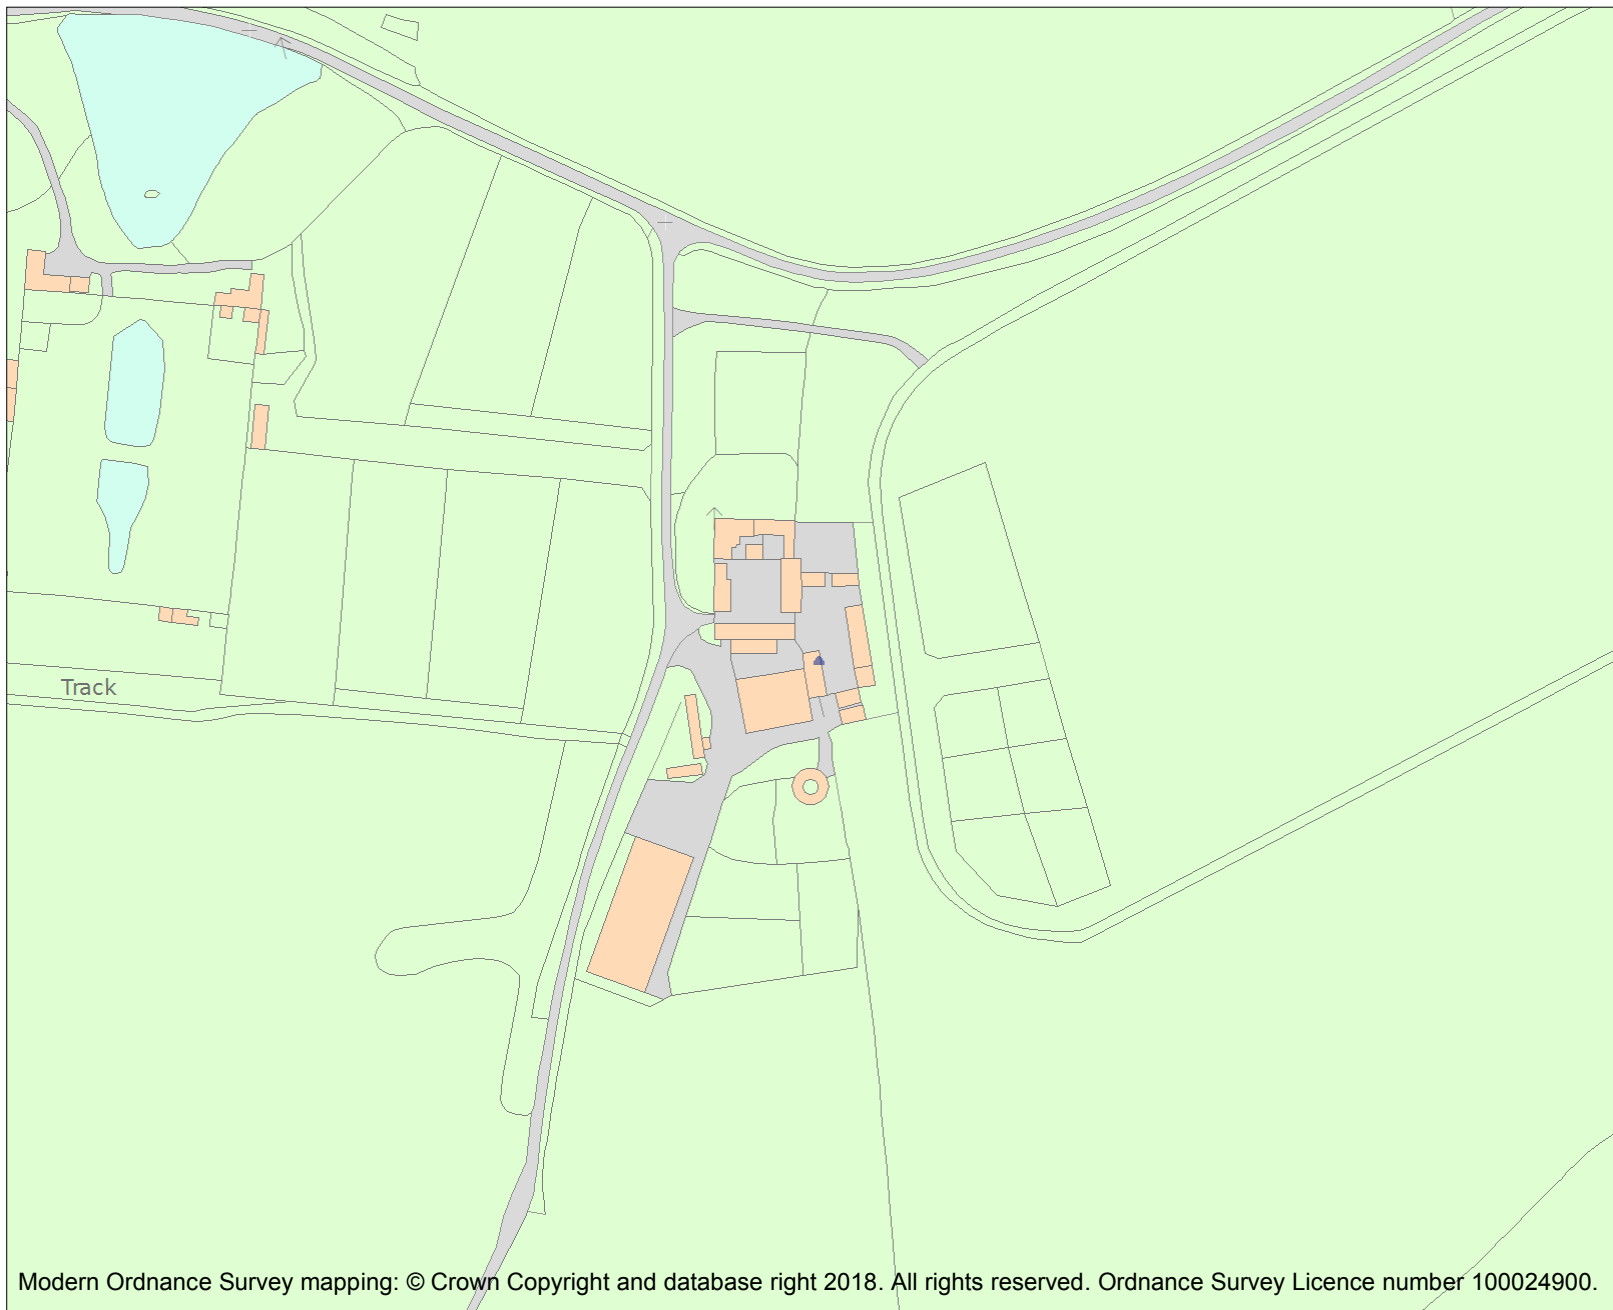 Track
Modern Ordnance Survey mapping: © Crown Copyright and database right 2018. All rights reserved. Ordnance Survey Licence number 100024900.